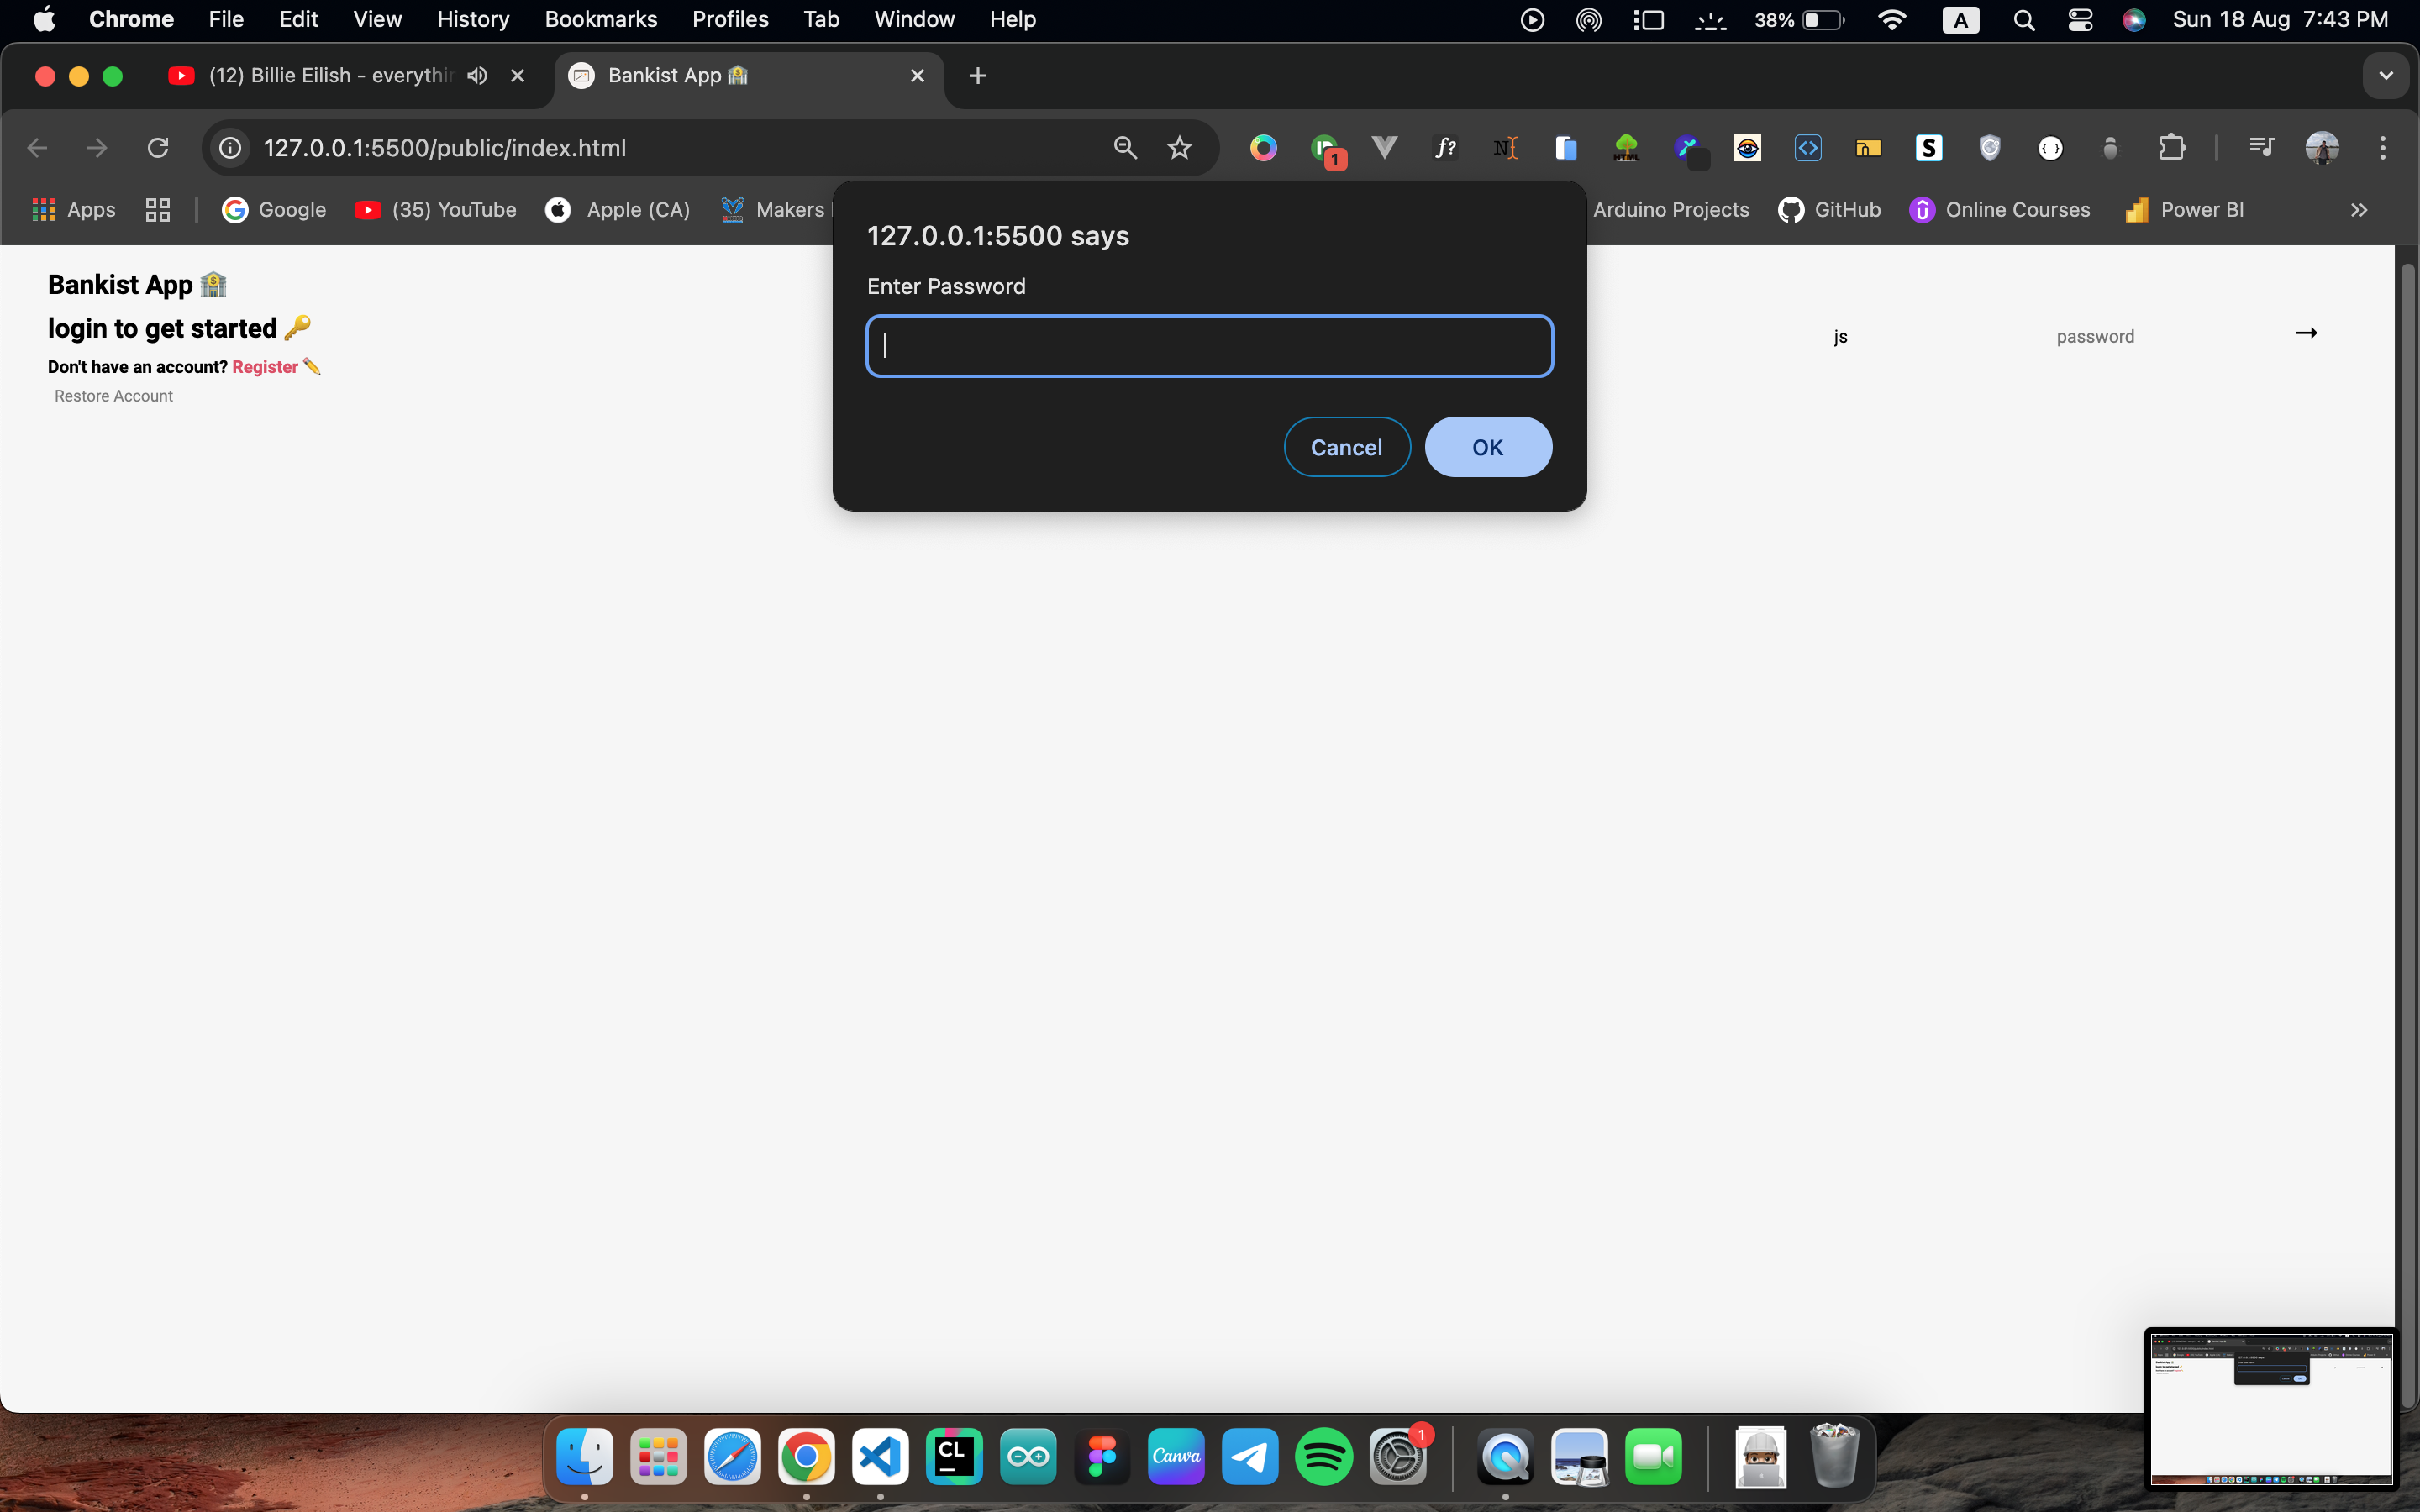 Chrome File Edit View History Bookmarks Profiles Tab Window Help 38% A Sun 18 Aug 7:43 PM
(12) Billie Eilish - everythin Bankist App
127.0.0.1:5500/public/index.html 1 f? N HTML S {...}
Apps Google (35) YouTube Apple (CA) Makers Arduino Projects GitHub Online Courses Power BI
127.0.0.1:5500 says
Enter Password
Cancel OK
Bankist App
login to get started
js password →
Don't have an account? Register
Restore Account
CL Canva 1